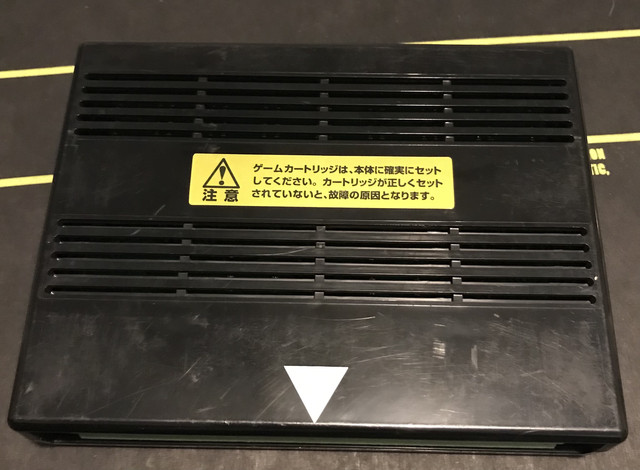 注意
ゲームカートリッジは、本体に確実にセット
してください。カートリッジが正しくセット
されていないと、故障の原因となります。